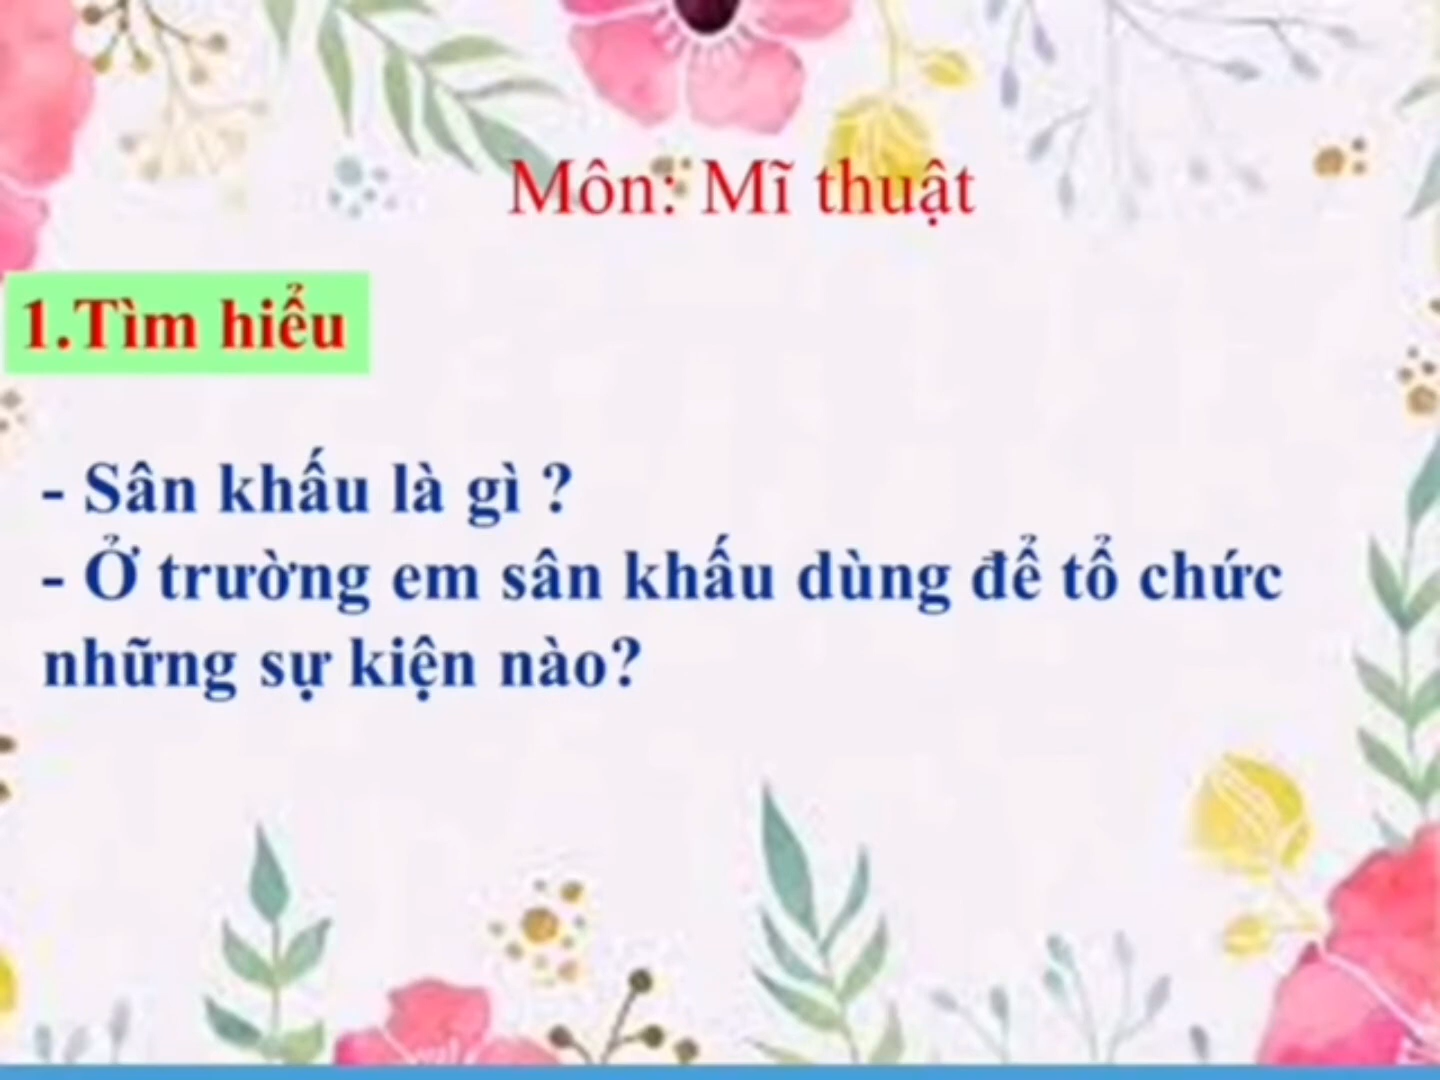 Môn: Mĩ thuật
1.Tìm hiểu
- Sân khấu là gì ?
- Ở trường em sân khấu dùng để tổ chức
những sự kiện nào?